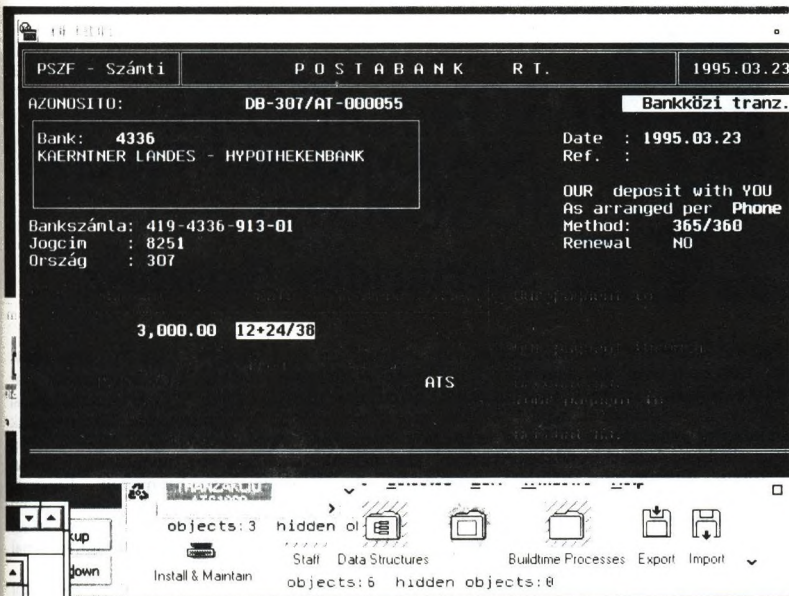 PSZF - Számti P O S T A B A N K R T. 1995.03.23
AZONOSITO: DB-307/AT-000055 Bankközi tranz.
Bank: 4336
KAERNTNER LANDES - HYPOTHEKENBANK
Date : 1995.03.23
Ref. :
OUR deposit with YOU
As arranged per Phone
Method: 365/360
Renewal NO
Bankszámla: 419-4336-913-01
Jogcim : 8251
Ország : 307
3,000.00 12+24/38
ATS
objects:3 hidden
Staff Data Structures Buildtime Processes Export Import
Install & Maintain
objects:6 hidden objects:0